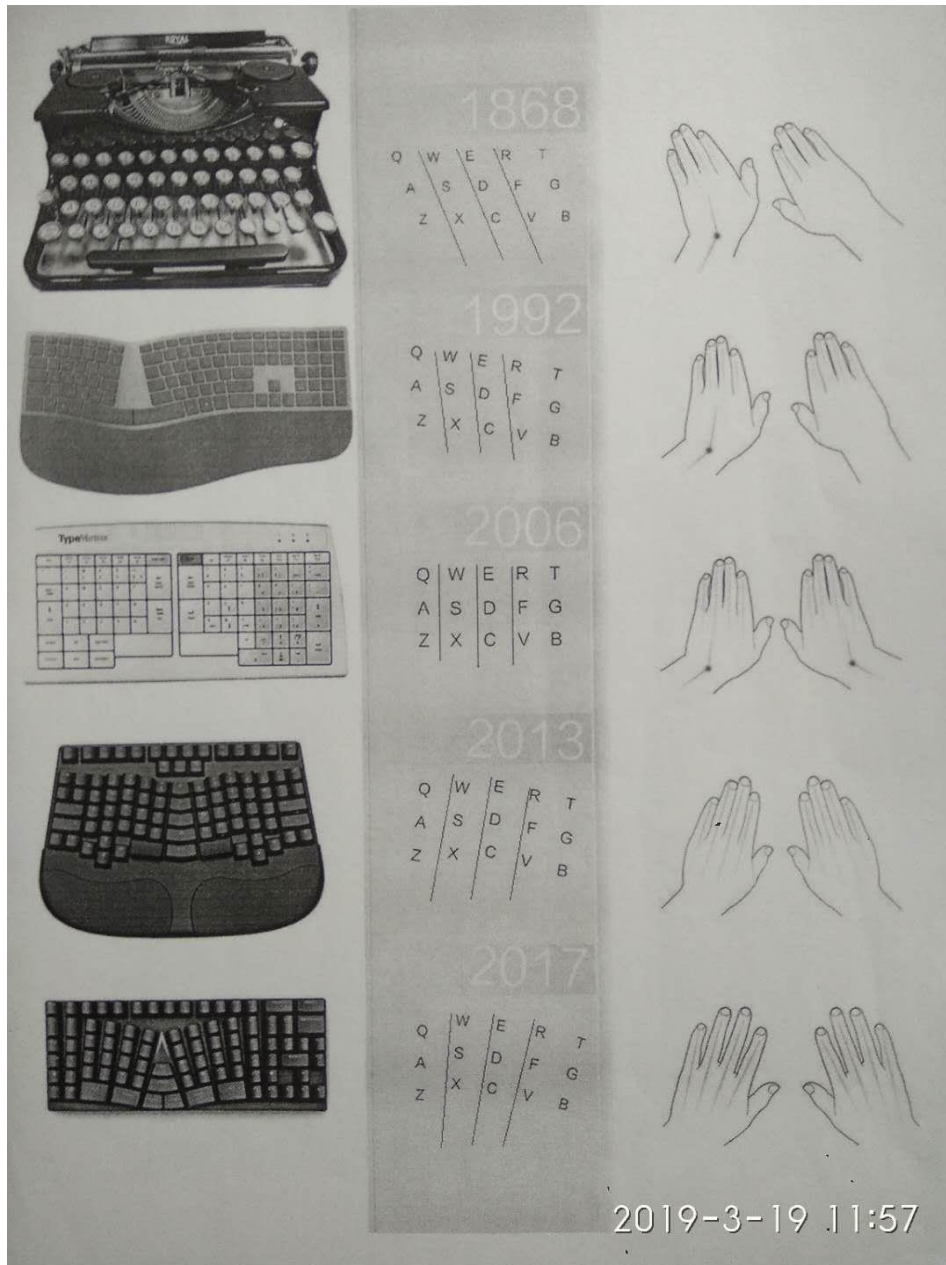 ROYAL
1868
Q W E R T
A S D F G
Z X C V B
1992
Q W E R T
A S D F G
Z X C V B
TypeMatrix
2006
Q W E R T
A S D F G
Z X C V B
2013
Q W E R T
A S D F G
Z X C V B
2017
Q W E R T
A S D F G
Z X C V B
2019-3-19 11:57